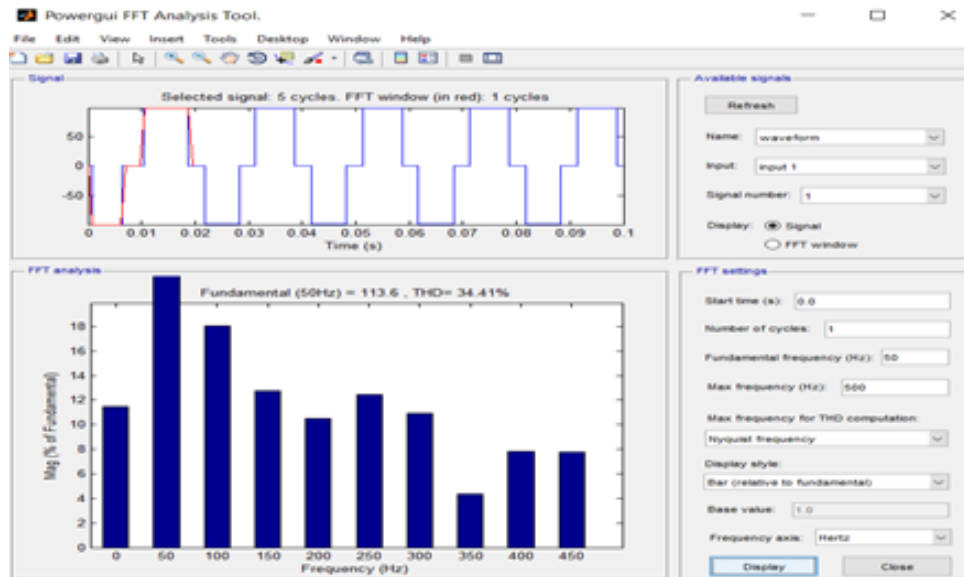 Powergui FFT Analysis Tool.
File Edit View Insert Tools Desktop Window Help
Signal
Selected signal: 5 cycles. FFT window (in red): 1 cycles
50
0
-50
0 0.01 0.02 0.03 0.04 0.05 0.06 0.07 0.08 0.09 0.1
Time (s)
FFT analysis
Fundamental (50Hz) = 113.6 , THD= 34.41%
Mag (% of Fundamental)
18
16
14
12
10
8
6
4
2
0
0 50 100 150 200 250 300 350 400 450
Frequency (Hz)
Available signals
Refresh
Name: waveform
Input: input 1
Signal number: 1
Display: Signal
FFT window
FFT settings
Start time (s): 0.0
Number of cycles: 1
Fundamental frequency (Hz): 50
Max frequency (Hz): 500
Max frequency for THD computation:
Nyquist frequency
Display style:
Bar (relative to fundamental)
Base value: 1.0
Frequency axis: Hertz
Display Close